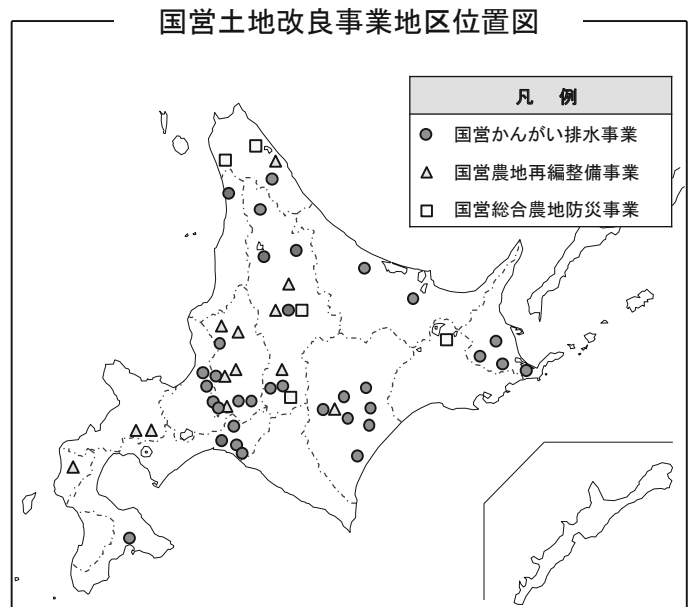 国営土地改良事業地区位置図
凡 例
国営かんがい排水事業
国営農地再編整備事業
国営総合農地防災事業